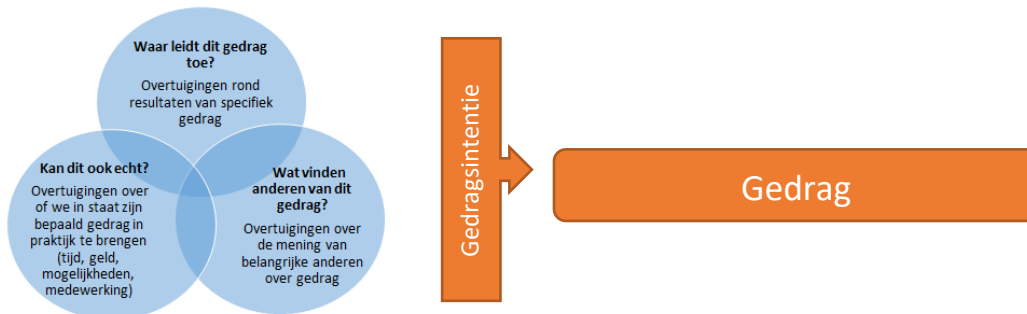 Waar leidt dit gedrag
toe?
Overtuigingen rond
resultaten van specifiek
gedrag
Kan dit ook echt?
Overtuigingen over
of we in staat zijn
bepaald gedrag in
praktijk te brengen
(tijd, geld,
mogelijkheden,
medewerking)
Wat vinden
anderen van dit
gedrag?
Overtuigingen over
de mening van
belangrijke anderen
over gedrag
Gedragsintentie
Gedrag